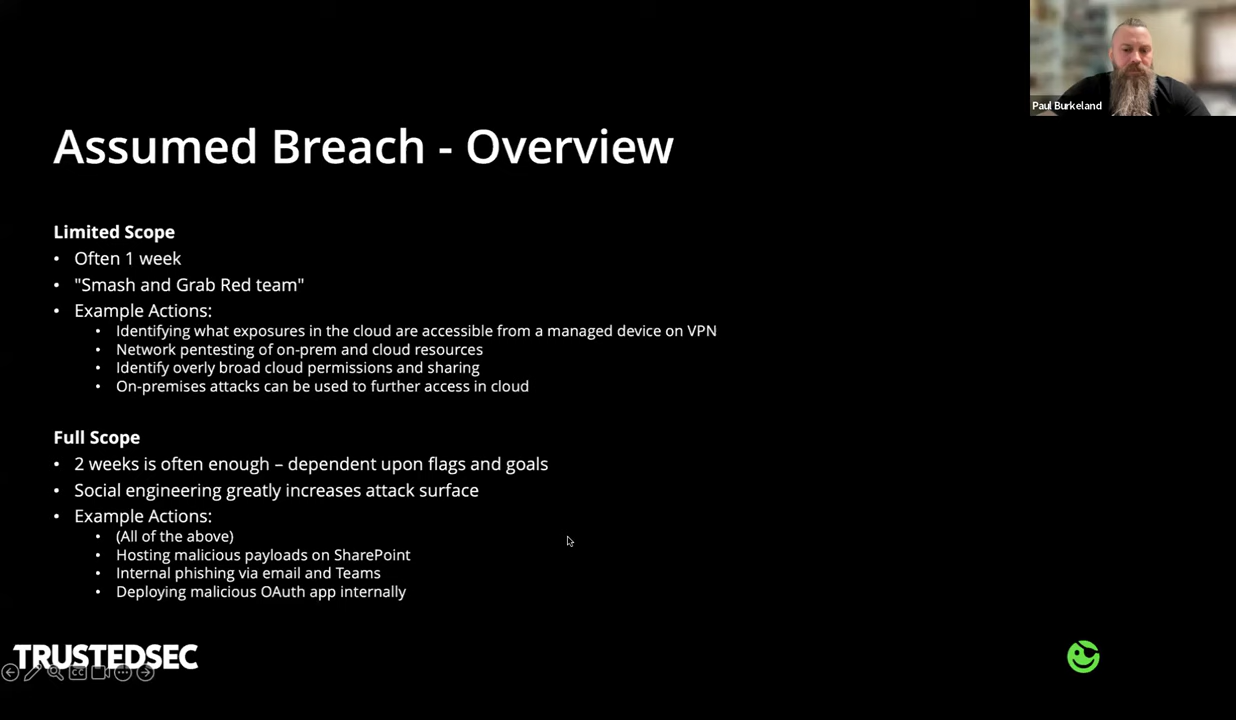 Paul Burkeland
Assumed Breach - Overview
Limited Scope
• Often 1 week
• "Smash and Grab Red team"
• Example Actions:
• Identifying what exposures in the cloud are accessible from a managed device on VPN
• Network pentesting of on-prem and cloud resources
• Identify overly broad cloud permissions and sharing
• On-premises attacks can be used to further access in cloud
Full Scope
• 2 weeks is often enough – dependent upon flags and goals
• Social engineering greatly increases attack surface
• Example Actions:
• (All of the above)
• Hosting malicious payloads on SharePoint
• Internal phishing via email and Teams
• Deploying malicious OAuth app internally
TRUSTEDSEC
CC